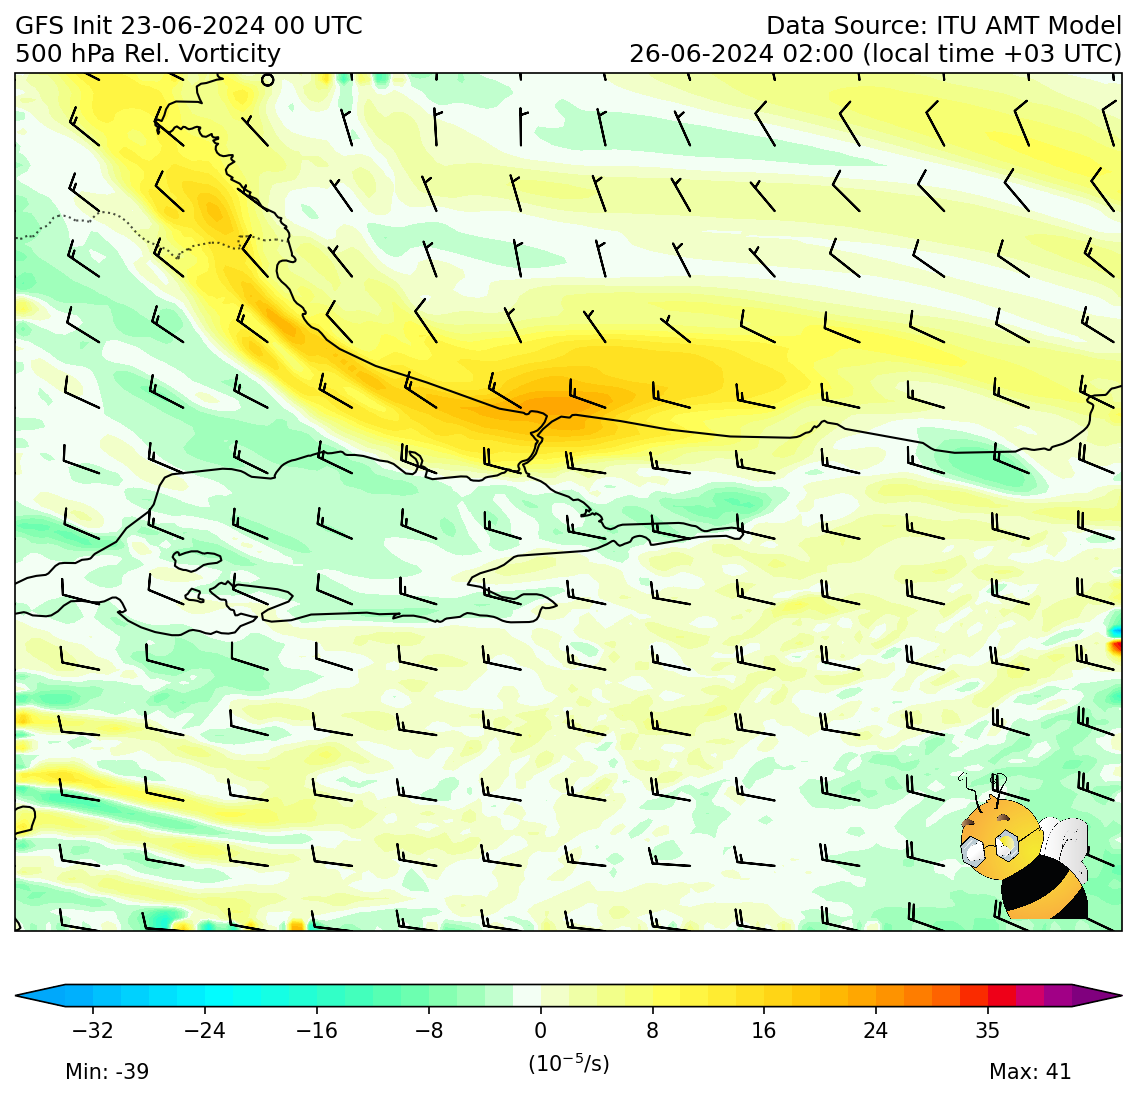 GFS Init 23-06-2024 00 UTC
Data Source: ITU AMT Model
500 hPa Rel. Vorticity
26-06-2024 02:00 (local time +03 UTC)
−32 −24 −16 −8 0 8 16 24 35
(10⁻⁵/s)
Min: -39
Max: 41